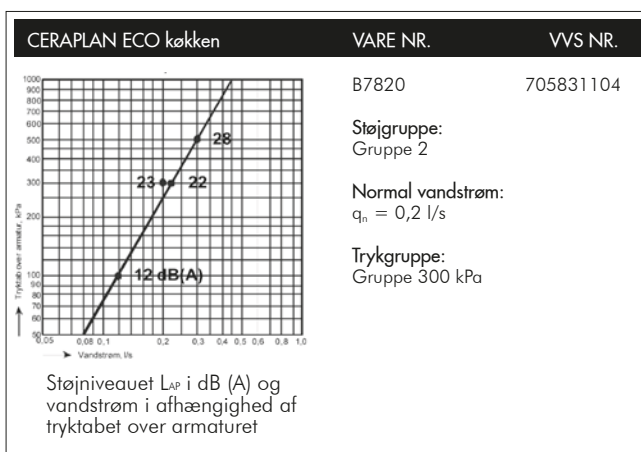 CERAPLAN ECO køkken VARE NR. VVS NR.
B7820 705831104
Støjgruppe:
Gruppe 2
Normal vandstrøm:
qn = 0,2 l/s
Trykgruppe:
Gruppe 300 kPa
1000
900
800
700
600
500
400
300
200
100
90
80
70
60
50
Tryktab over armatur, kPa
28
23 22
12 dB(A)
0,05 0,08 0,1 0,2 0,3 0,4 0,5 0,6 0,8 1,0
Vandstrøm, l/s
Støjniveauet LAP i dB (A) og
vandstrøm i afhængighed af
tryktabet over armaturet